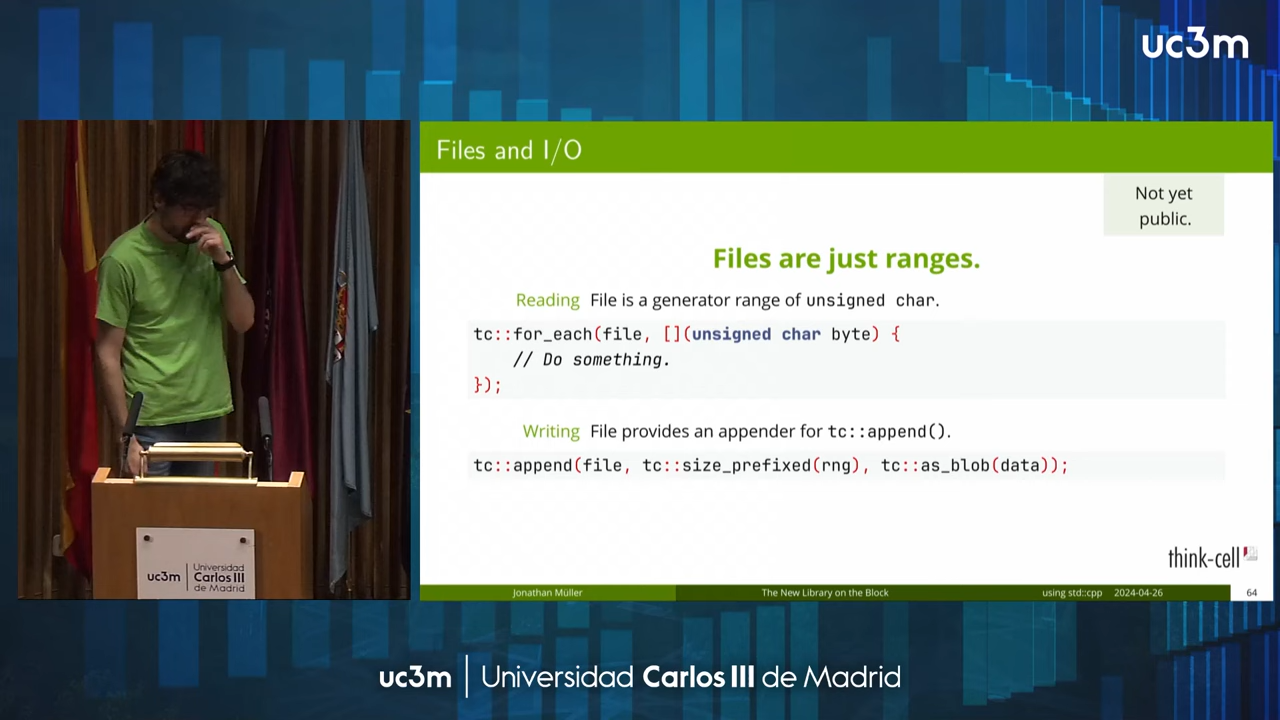 uc3m
Files and I/O
Not yet
public.
Files are just ranges.
Reading File is a generator range of unsigned char.
tc::for_each(file, [](unsigned char byte) {
// Do something.
});
Writing File provides an appender for tc::append().
tc::append(file, tc::size_prefixed(rng), tc::as_blob(data));
think-cell
Jonathan Müller The New Library on the Block using std::cpp 2024-04-26 64
uc3m Universidad
Carlos III
de Madrid
uc3m Universidad Carlos III de Madrid